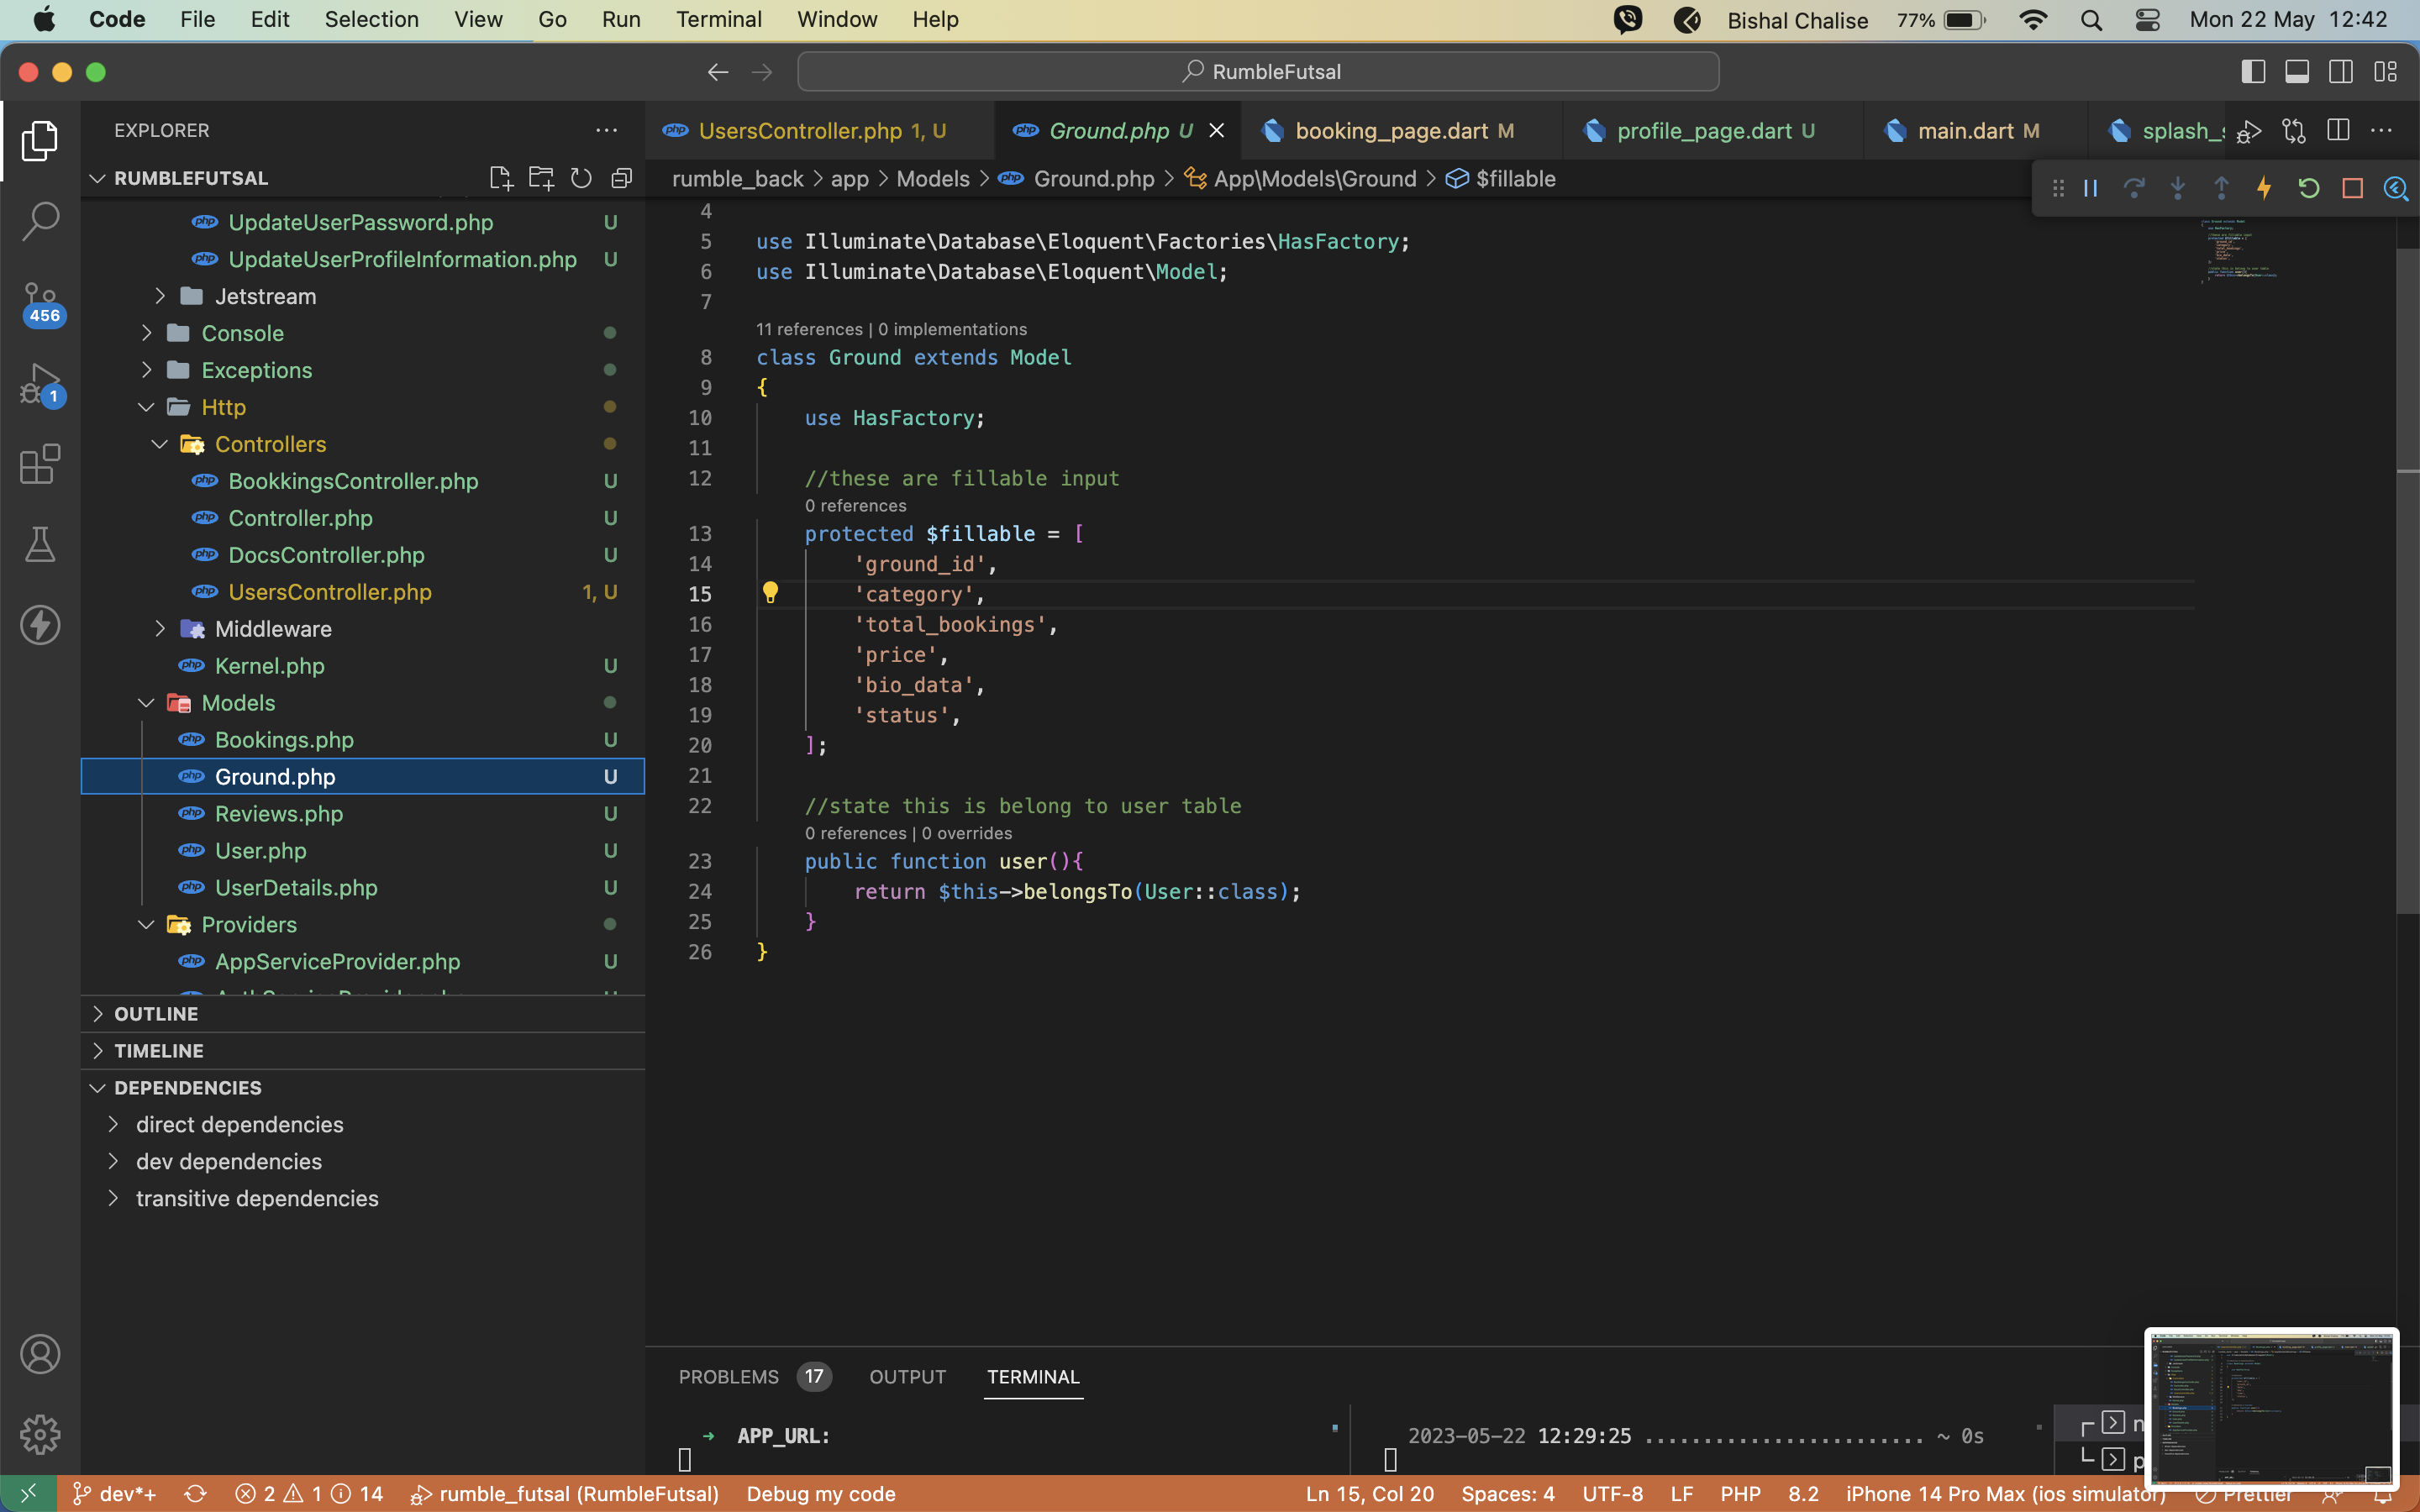 Code File Edit Selection View Go Run Terminal Window Help Bishal Chalise 77% Mon 22 May 12:42
RumbleFutsal
EXPLORER
RUMBLEFUTSAL
UpdateUserPassword.php U
UpdateUserProfileInformation.php U
Jetstream
Console
Exceptions
Http
Controllers
BookkingsController.php U
Controller.php U
DocsController.php U
UsersController.php 1, U
Middleware
Kernel.php U
Models
Bookings.php U
Ground.php U
Reviews.php U
User.php U
UserDetails.php U
Providers
AppServiceProvider.php U
OUTLINE
TIMELINE
DEPENDENCIES
direct dependencies
dev dependencies
transitive dependencies
456
1
php UsersController.php 1, U php Ground.php U booking_page.dart M profile_page.dart U main.dart M splash_s
rumble_back > app > Models > php Ground.php > App\Models\Ground > $fillable
4
5 use Illuminate\Database\Eloquent\Factories\HasFactory;
6 use Illuminate\Database\Eloquent\Model;
7
11 references | 0 implementations
8 class Ground extends Model
9 {
10 use HasFactory;
11
12 //these are fillable input
0 references
13 protected $fillable = [
14 'ground_id',
15 'category',
16 'total_bookings',
17 'price',
18 'bio_data',
19 'status',
20 ];
21
22 //state this is belong to user table
0 references | 0 overrides
23 public function user(){
24 return $this->belongsTo(User::class);
25 }
26 }
PROBLEMS 17 OUTPUT TERMINAL
→ APP_URL:
2023-05-22 12:29:25 ....................... ~ 0s
dev*+ 2 1 14 rumble_futsal (RumbleFutsal) Debug my code Ln 15, Col 20 Spaces: 4 UTF-8 LF PHP 8.2 iPhone 14 Pro Max (ios simulator) Prettier